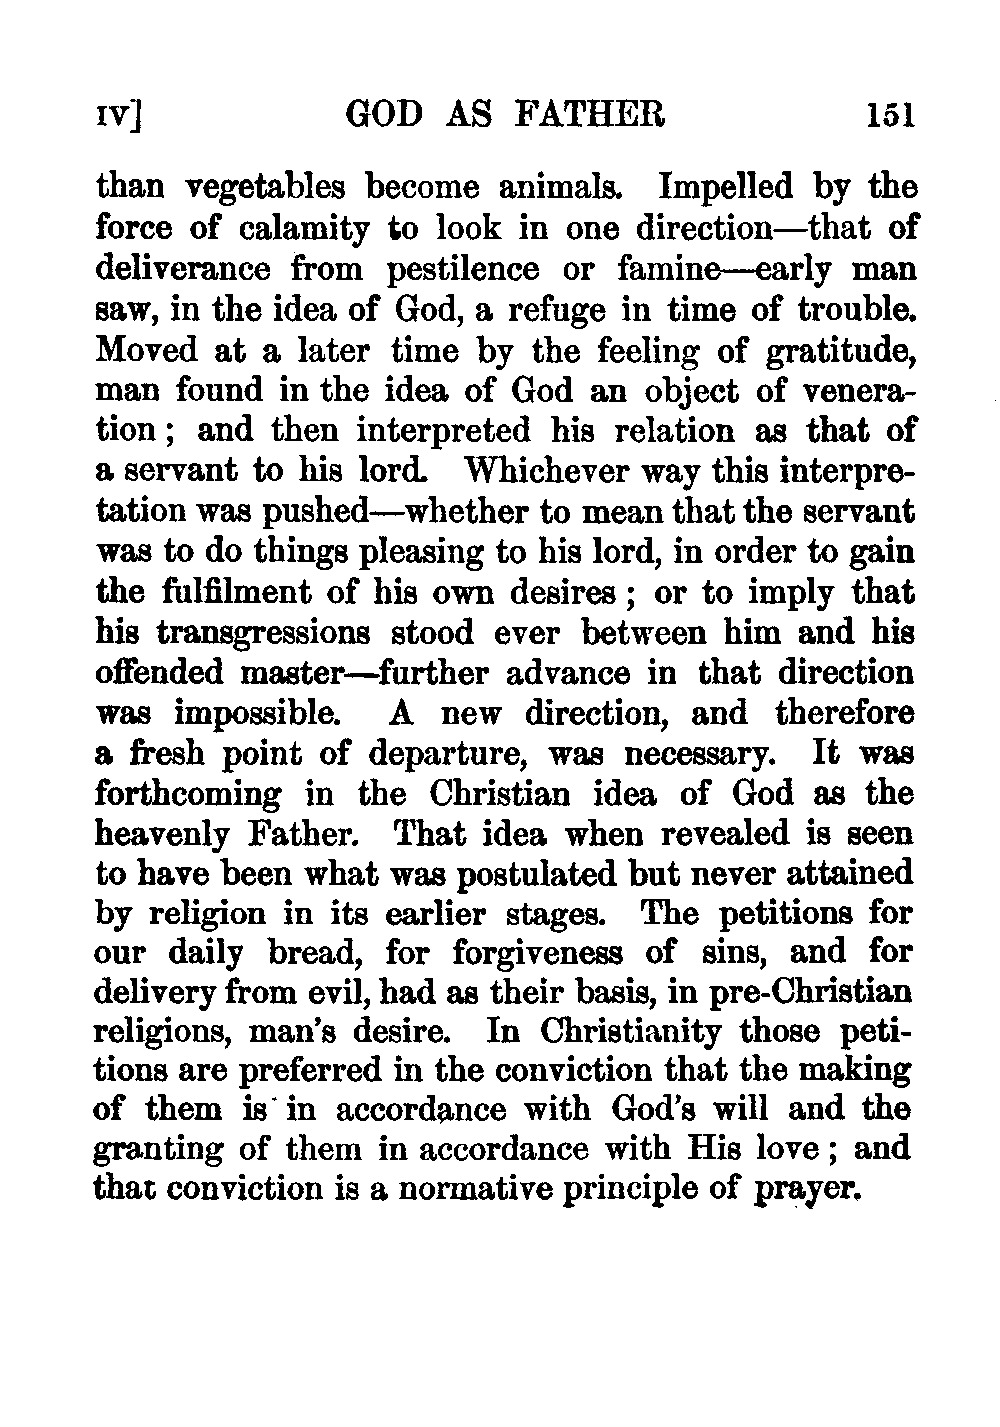 IV] GOD AS FATHER 151
than vegetables become animals. Impelled by the
force of calamity to look in one direction—that of
deliverance from pestilence or famine—early man
saw, in the idea of God, a refuge in time of trouble.
Moved at a later time by the feeling of gratitude,
man found in the idea of God an object of venera-
tion ; and then interpreted his relation as that of
a servant to his lord. Whichever way this interpre-
tation was pushed—whether to mean that the servant
was to do things pleasing to his lord, in order to gain
the fulfilment of his own desires ; or to imply that
his transgressions stood ever between him and his
offended master—further advance in that direction
was impossible. A new direction, and therefore
a fresh point of departure, was necessary. It was
forthcoming in the Christian idea of God as the
heavenly Father. That idea when revealed is seen
to have been what was postulated but never attained
by religion in its earlier stages. The petitions for
our daily bread, for forgiveness of sins, and for
delivery from evil, had as their basis, in pre-Christian
religions, man's desire. In Christianity those peti-
tions are preferred in the conviction that the making
of them is in accordance with God's will and the
granting of them in accordance with His love ; and
that conviction is a normative principle of prayer.